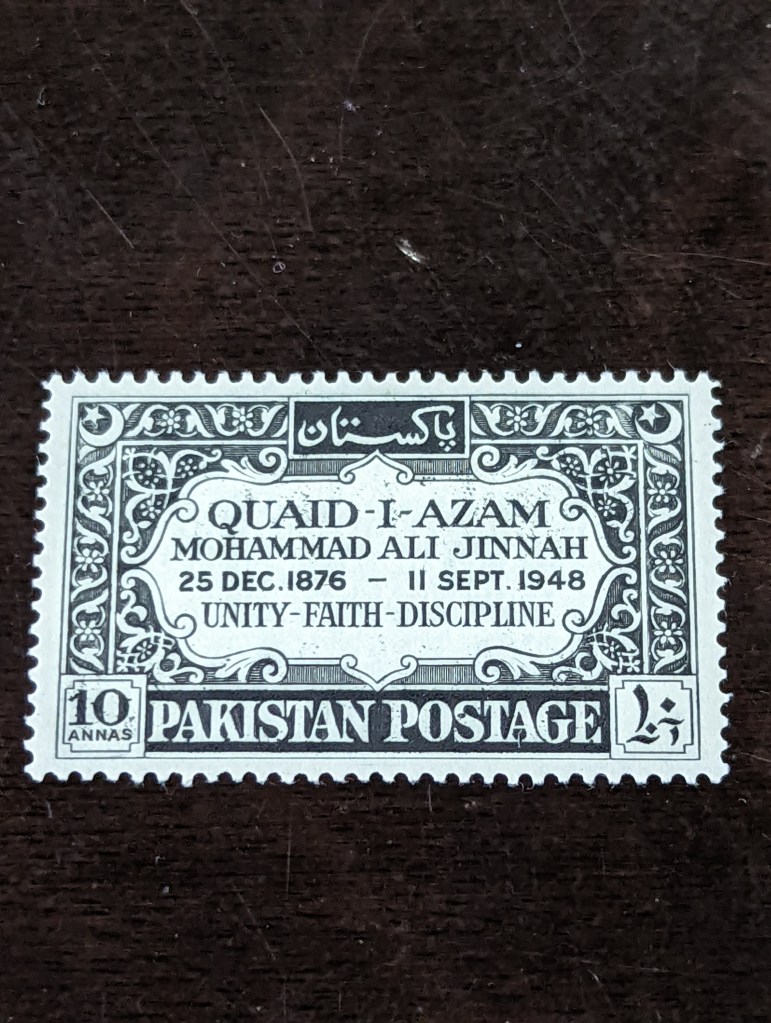 پاکستان
QUAID-I-AZAM
MOHAMMAD ALI JINNAH
25 DEC. 1876 — 11 SEPT. 1948
UNITY-FAITH-DISCIPLINE
10
ANNAS
PAKISTAN POSTAGE